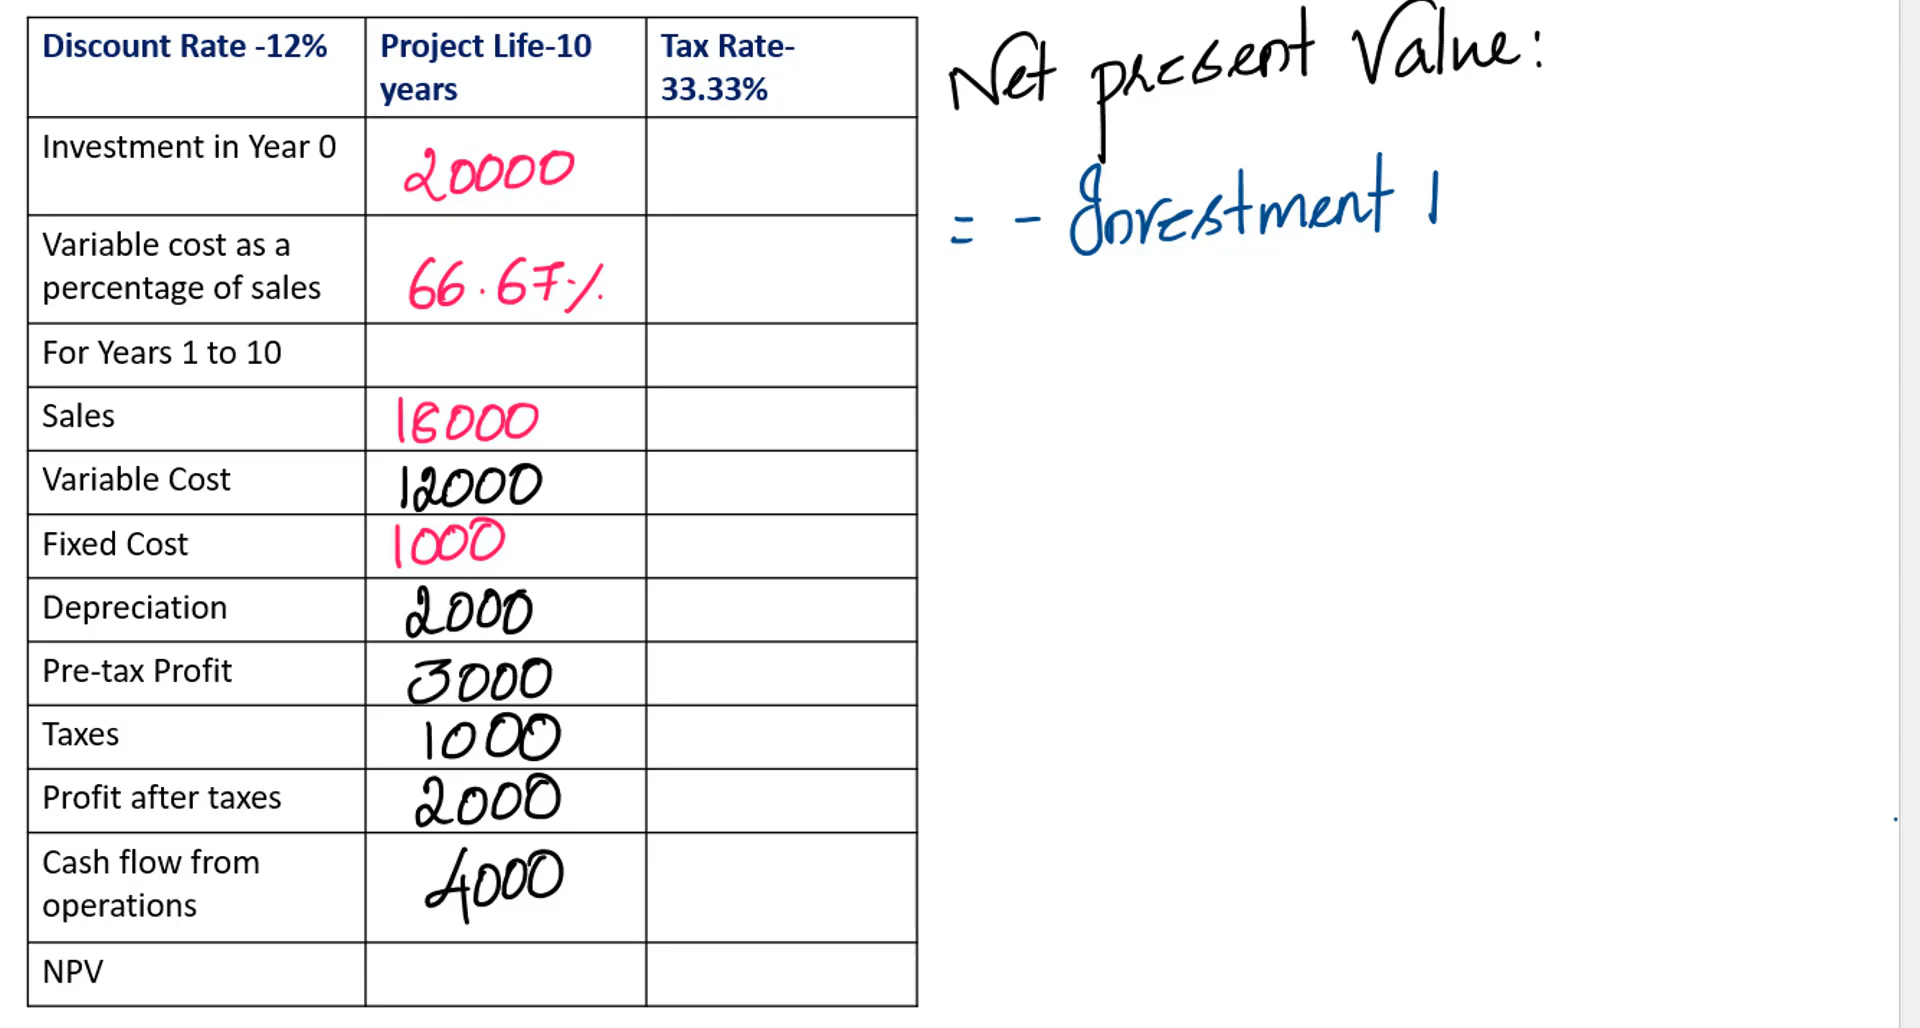 Discount Rate -12%
Project Life-10
years
Tax Rate-
33.33%
Investment in Year 0
20000
Variable cost as a
percentage of sales
66.67%
For Years 1 to 10
Sales
18000
Variable Cost
12000
Fixed Cost
1000
Depreciation
2000
Pre-tax Profit
3000
Taxes
1000
Profit after taxes
2000
Cash flow from
operations
4000
NPV
Net present Value:
= - Investment